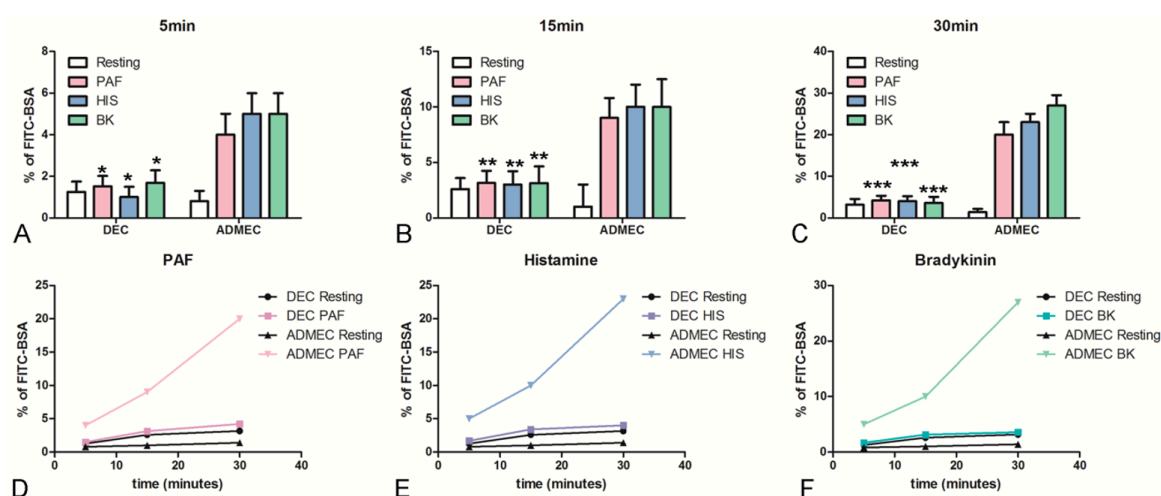 5min
15min
30min
8
6
4
2
0
% of FITC-BSA
Resting
PAF
HIS
BK
*
*
*
DEC
ADMEC
A
15
10
5
0
% of FITC-BSA
Resting
PAF
HIS
BK
**
**
**
DEC
ADMEC
B
40
30
20
10
0
% of FITC-BSA
Resting
PAF
HIS
BK
***
***
***
DEC
ADMEC
C
PAF
25
20
15
10
5
0
% of FITC-BSA
DEC Resting
DEC PAF
ADMEC Resting
ADMEC PAF
0
10
20
30
40
time (minutes)
D
Histamine
25
20
15
10
5
0
% of FITC-BSA
DEC Resting
DEC HIS
ADMEC Resting
ADMEC HIS
0
10
20
30
40
time (minutes)
E
Bradykinin
30
20
10
0
% of FITC-BSA
DEC Resting
DEC BK
ADMEC Resting
ADMEC BK
0
10
20
30
40
time (minutes)
F